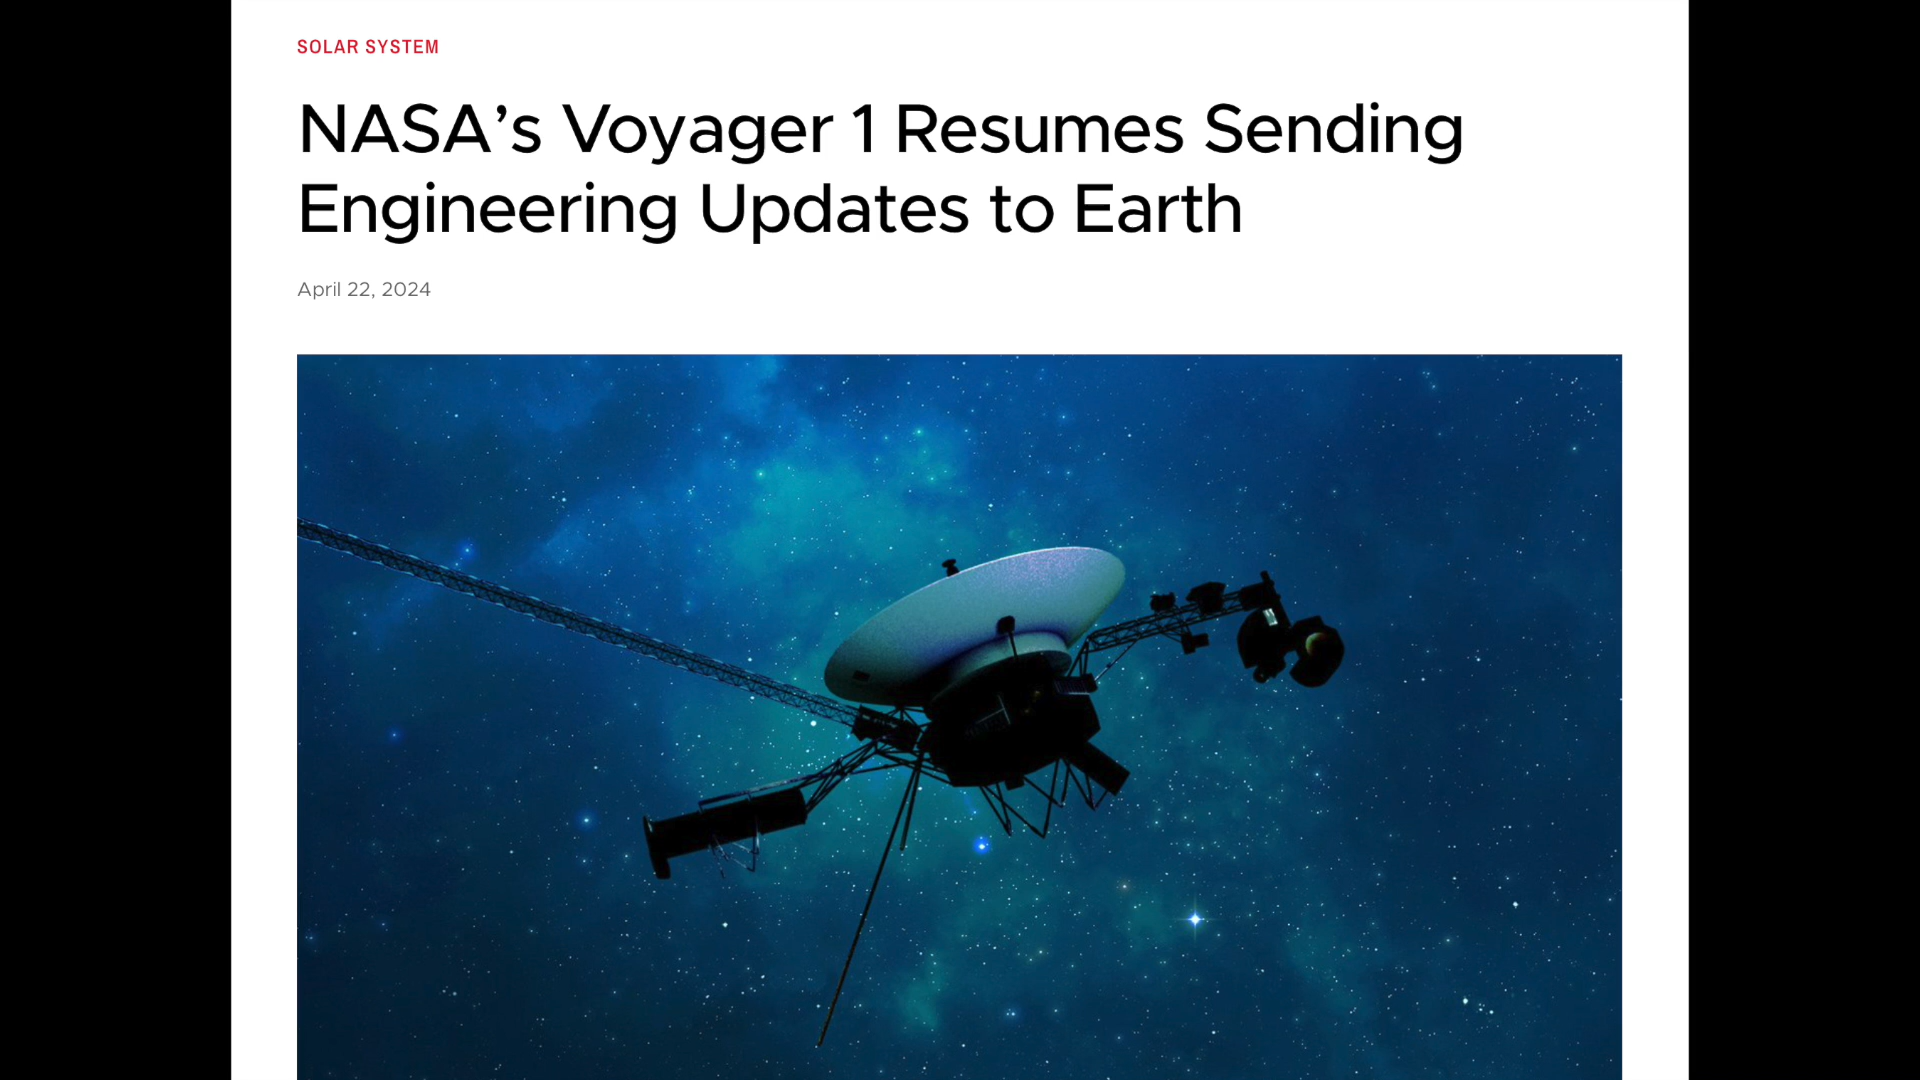 SOLAR SYSTEM
NASA’s Voyager 1 Resumes Sending
Engineering Updates to Earth
April 22, 2024